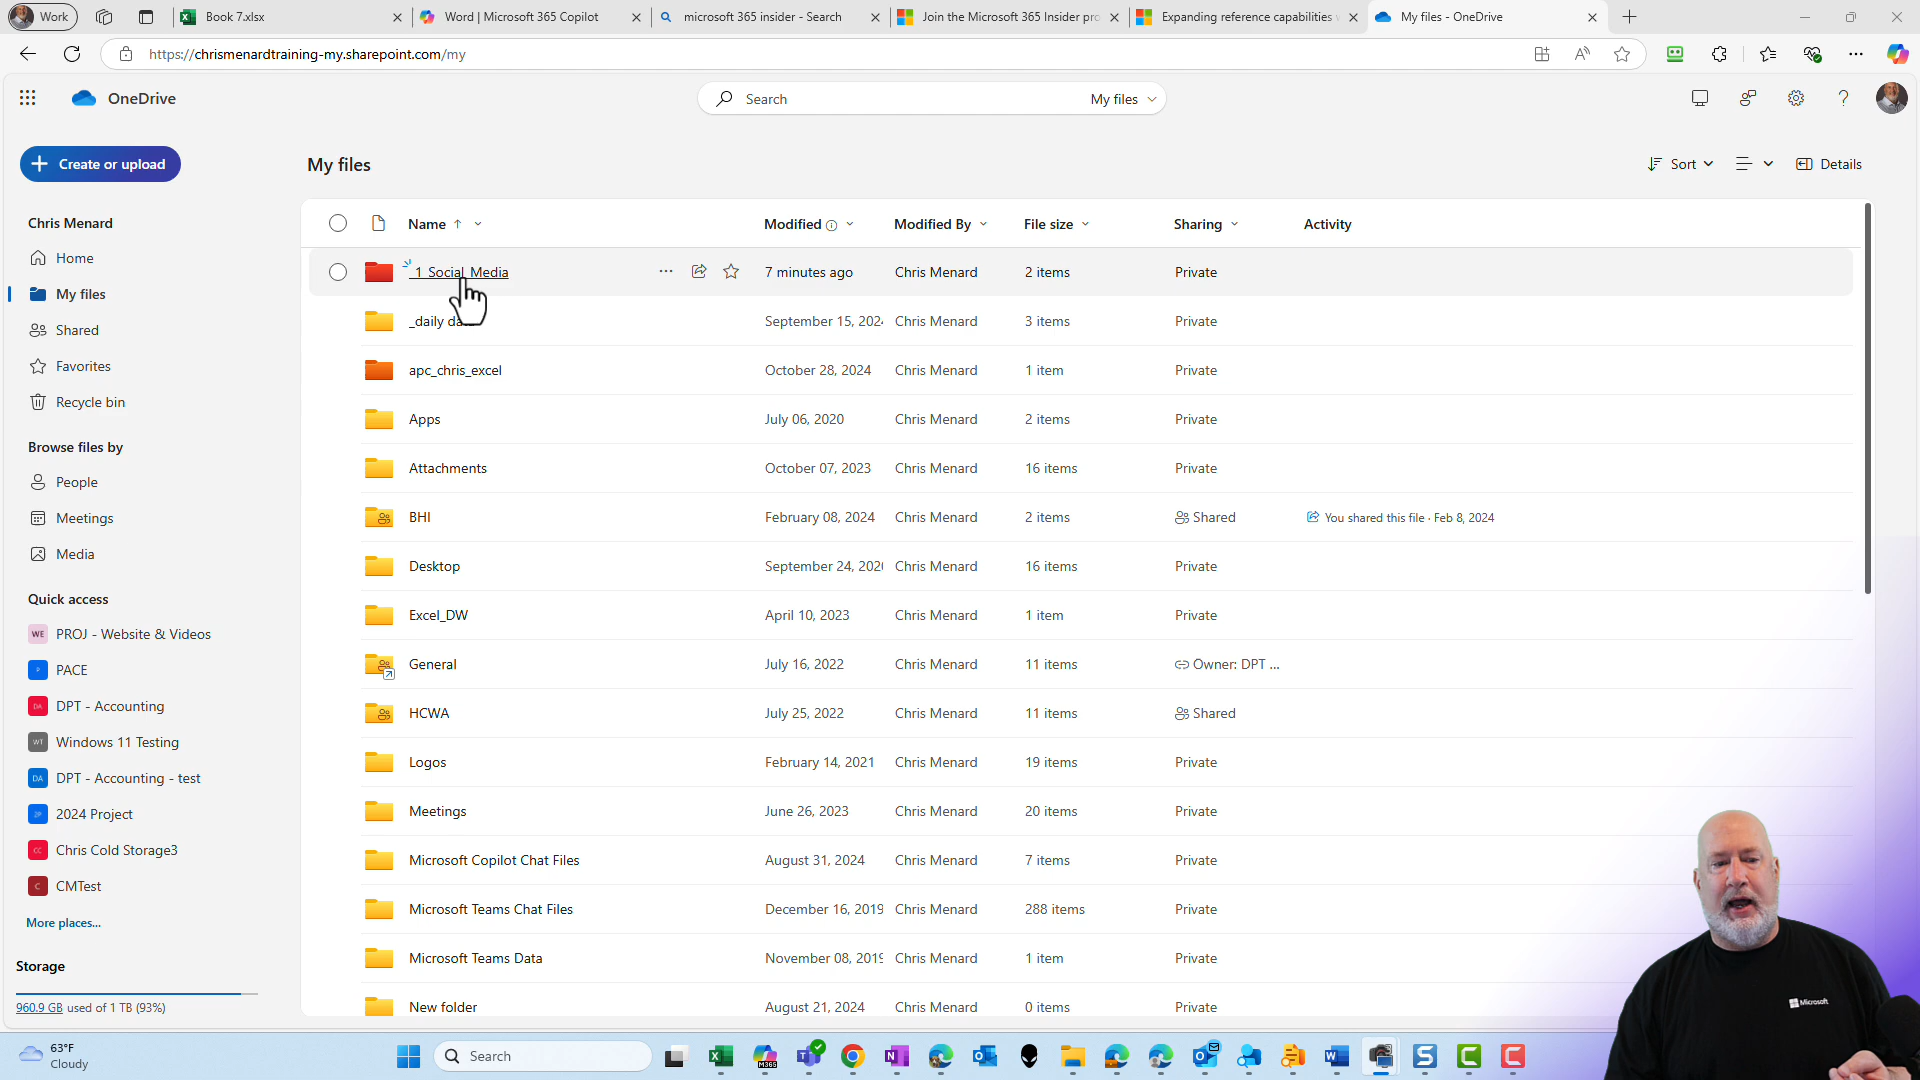 Work
Book 7.xlsx
Word | Microsoft 365 Copilot
microsoft 365 insider - Search
Join the Microsoft 365 Insider pro
Expanding reference capabilities
My files - OneDrive
https://chrismenardtraining-my.sharepoint.com/my
OneDrive
Search
My files
Create or upload
My files
Sort
Details
Chris Menard
Home
My files
Shared
Favorites
Recycle bin
Browse files by
People
Meetings
Media
Quick access
WE PROJ - Website & Videos
P PACE
DA DPT - Accounting
WT Windows 11 Testing
DA DPT - Accounting - test
2024 Project
CC Chris Cold Storage3
C CMTest
More places...
Storage
960.9 GB used of 1 TB (93%)
Name Modified Modified By File size Sharing Activity
_1_Social_Media 7 minutes ago Chris Menard 2 items Private
_daily September 15, 202 Chris Menard 3 items Private
apc_chris_excel October 28, 2024 Chris Menard 1 item Private
Apps July 06, 2020 Chris Menard 2 items Private
Attachments October 07, 2023 Chris Menard 16 items Private
BHI February 08, 2024 Chris Menard 2 items Shared You shared this file · Feb 8, 2024
Desktop September 24, 202 Chris Menard 16 items Private
Excel_DW April 10, 2023 Chris Menard 1 item Private
General July 16, 2022 Chris Menard 11 items Owner: DPT ...
HCWA July 25, 2022 Chris Menard 11 items Shared
Logos February 14, 2021 Chris Menard 19 items Private
Meetings June 26, 2023 Chris Menard 20 items Private
Microsoft Copilot Chat Files August 31, 2024 Chris Menard 7 items Private
Microsoft Teams Chat Files December 16, 2019 Chris Menard 288 items Private
Microsoft Teams Data November 08, 2019 Chris Menard 1 item Private
New folder August 21, 2024 Chris Menard 0 items Private
Microsoft
63°F
Cloudy
Search
M365